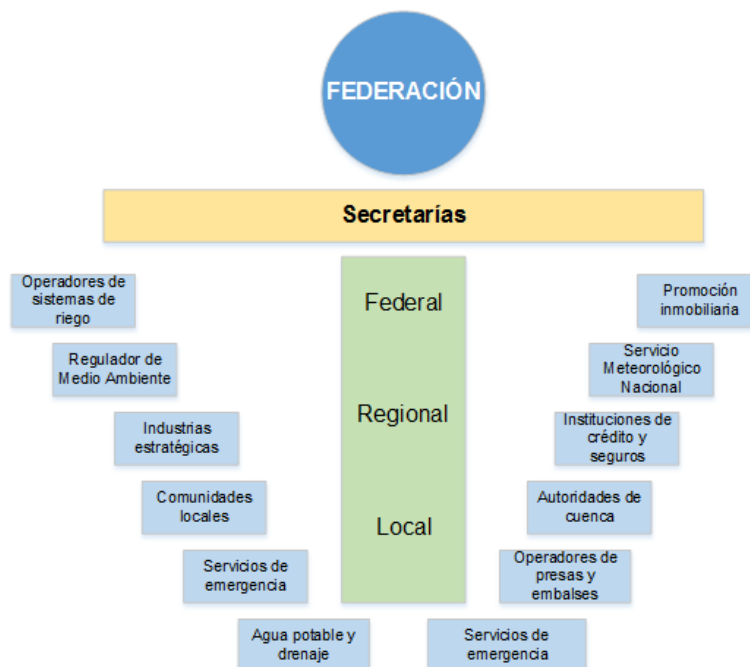 FEDERACIÓN
Secretarías
Operadores de
sistemas de
riego
Regulador de
Medio Ambiente
Industrias
estratégicas
Comunidades
locales
Servicios de
emergencia
Agua potable y
drenaje
Federal
Regional
Local
Promoción
inmobiliaria
Servicio
Meteorológico
Nacional
Instituciones de
crédito y
seguros
Autoridades de
cuenca
Operadores de
presas y
embalses
Servicios de
emergencia